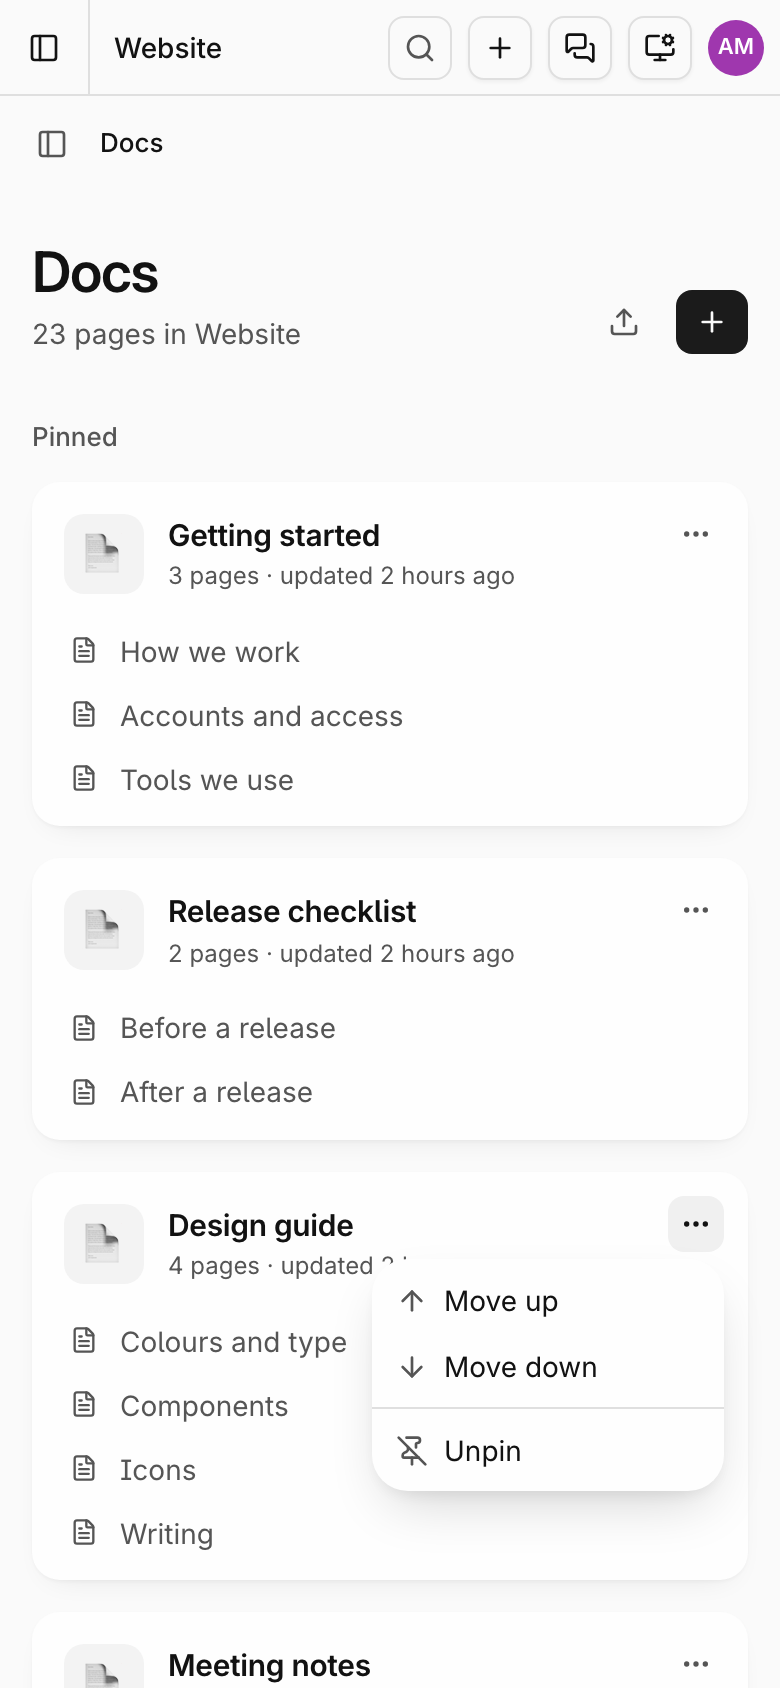 Website
AM
Docs
Docs
23 pages in Website
Pinned
Getting started
3 pages · updated 2 hours ago
How we work
Accounts and access
Tools we use
Release checklist
2 pages · updated 2 hours ago
Before a release
After a release
Design guide
4 pages · updated
Move up
Colours and type
Move down
Components
Unpin
Icons
Writing
Meeting notes